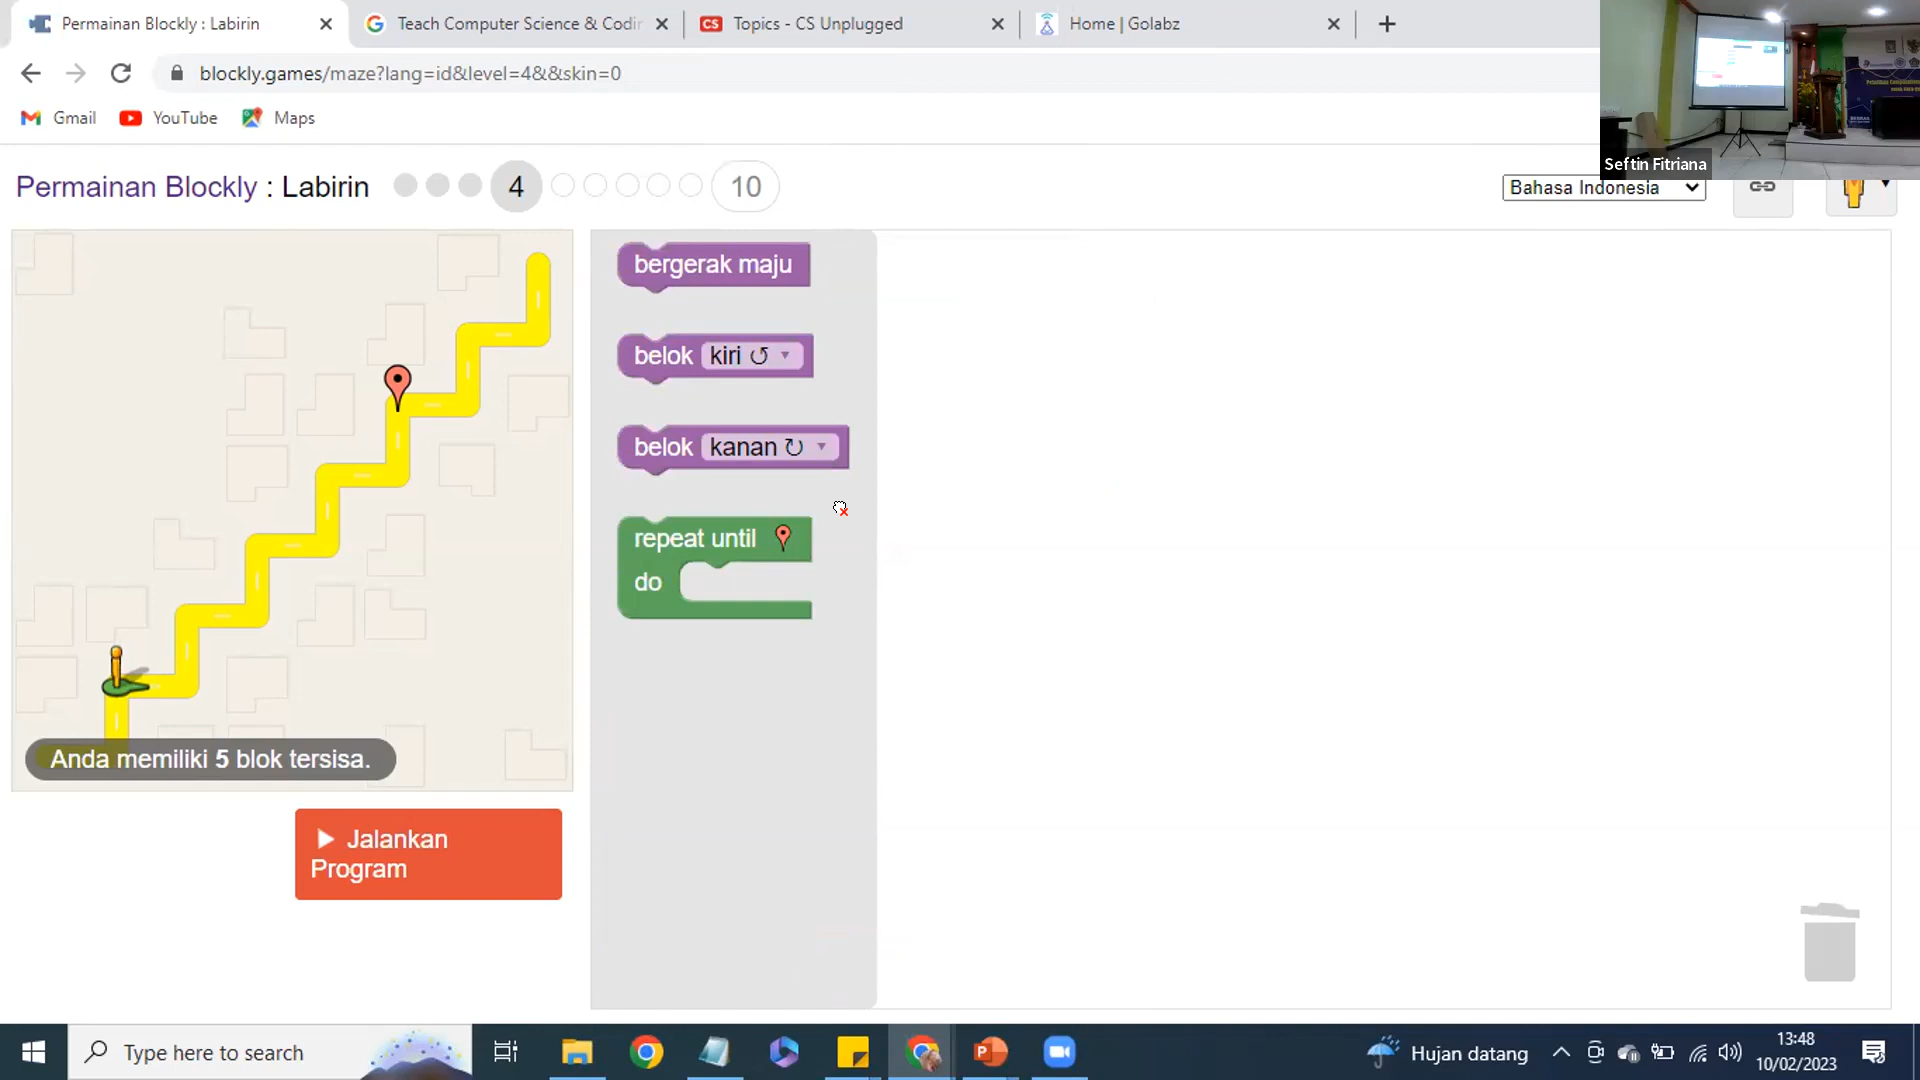 Permainan Blockly : Labirin
Teach Computer Science & Codin
CS
Topics - CS Unplugged
Home | Golabz
blockly.games/maze?lang=id&level=4&&skin=0
Gmail
YouTube
Maps
Seftin Fitriana
Permainan Blockly : Labirin
4
10
Bahasa Indonesia
bergerak maju
belok kiri ↺
belok kanan ↻
repeat until
do
Anda memiliki 5 blok tersisa.
Jalankan
Program
Type here to search
Hujan datang
13:48
10/02/2023